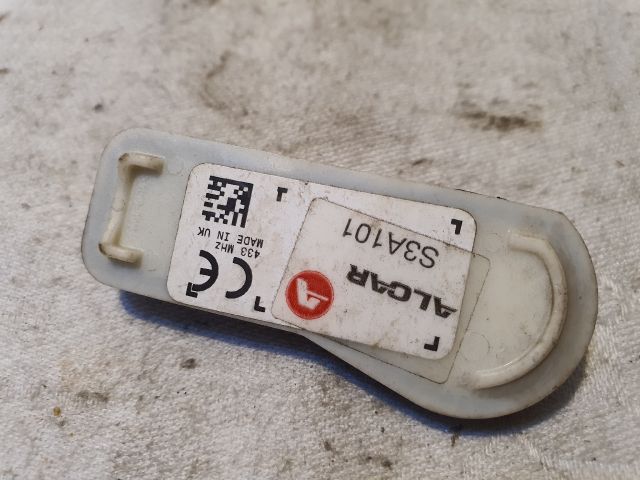 ALCAR
S3A101
433 MHZ
MADE IN UK
CE